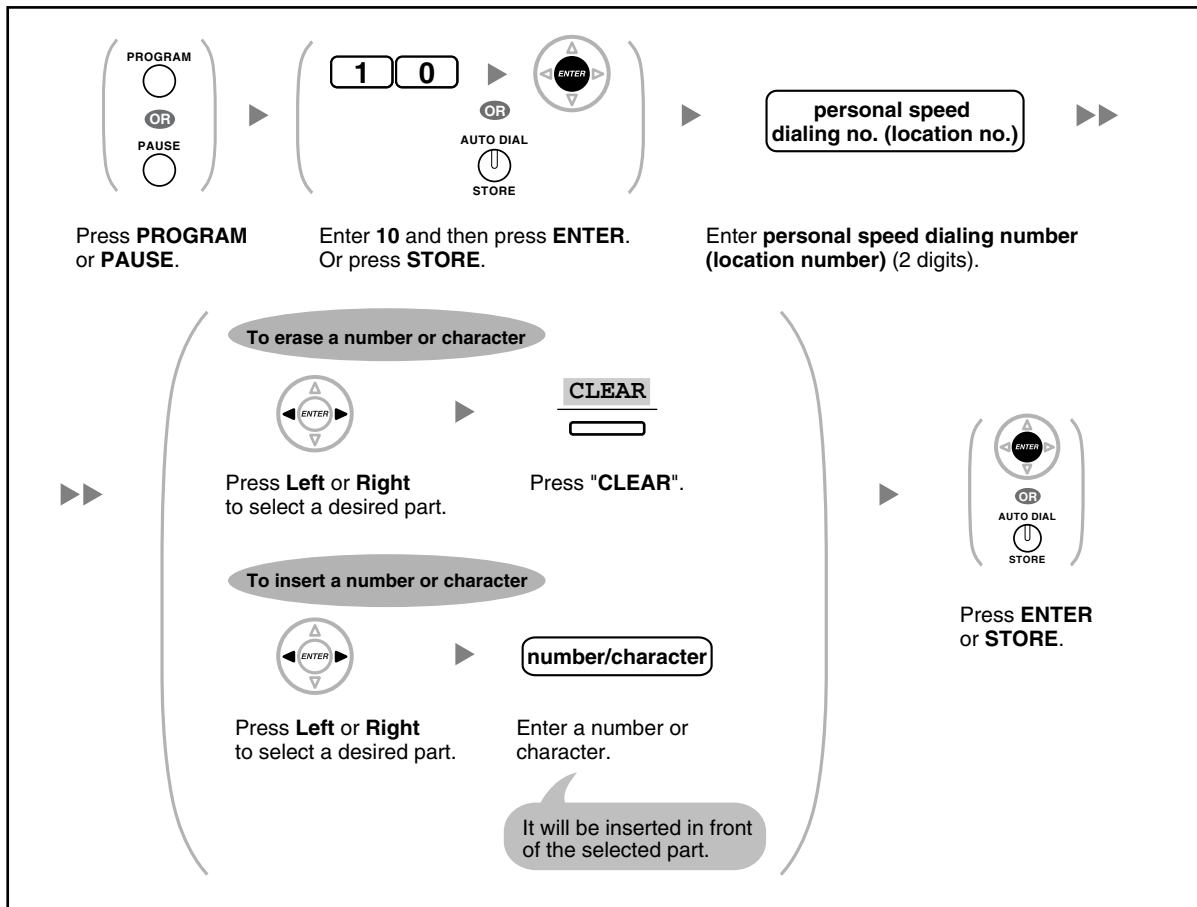 PROGRAM
OR
PAUSE
1 0
ENTER
OR
AUTO DIAL
STORE
personal speed
dialing no. (location no.)
Press PROGRAM
or PAUSE.
Enter 10 and then press ENTER.
Or press STORE.
Enter personal speed dialing number
(location number) (2 digits).
To erase a number or character
ENTER
CLEAR
Press Left or Right
to select a desired part.
Press "CLEAR".
To insert a number or character
ENTER
number/character
Press Left or Right
to select a desired part.
Enter a number or
character.
It will be inserted in front
of the selected part.
ENTER
OR
AUTO DIAL
STORE
Press ENTER
or STORE.